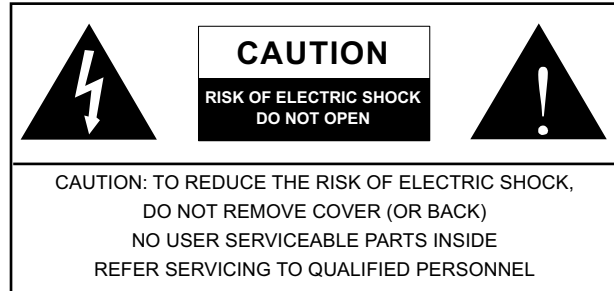 CAUTION
RISK OF ELECTRIC SHOCK
DO NOT OPEN
!
CAUTION: TO REDUCE THE RISK OF ELECTRIC SHOCK,
DO NOT REMOVE COVER (OR BACK)
NO USER SERVICEABLE PARTS INSIDE
REFER SERVICING TO QUALIFIED PERSONNEL